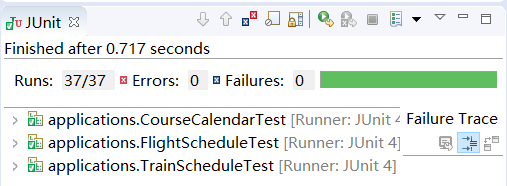 JUnit
Finished after 0.717 seconds
Runs: 37/37 Errors: 0 Failures: 0
applications.CourseCalendarTest [Runner: JUnit 4]
Failure Trace
applications.FlightScheduleTest [Runner: JUnit 4]
applications.TrainScheduleTest [Runner: JUnit 4]